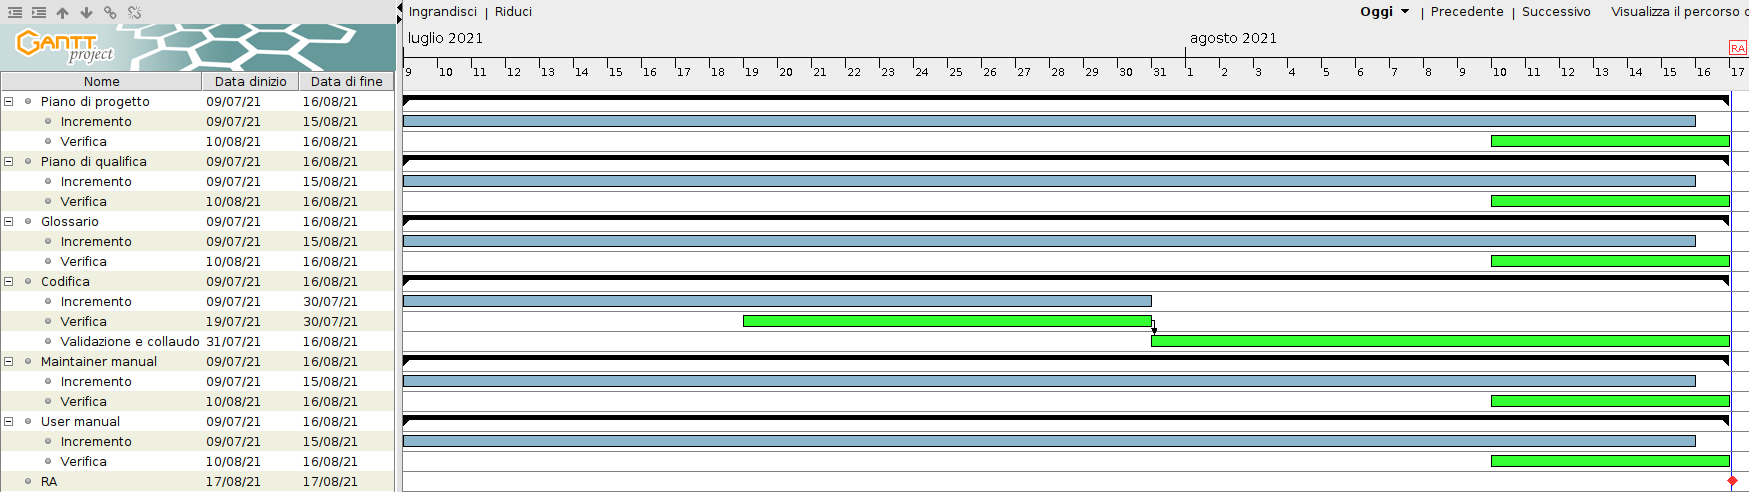 Ingrandisci | Riduci Oggi | Precedente | Successivo Visualizza il percorso
GANTT project
luglio 2021 agosto 2021
RA
Nome Data dinizio Data di fine
9 10 11 12 13 14 15 16 17 18 19 20 21 22 23 24 25 26 27 28 29 30 31 1 2 3 4 5 6 7 8 9 10 11 12 13 14 15 16 17
Piano di progetto 09/07/21 16/08/21
Incremento 09/07/21 15/08/21
Verifica 10/08/21 16/08/21
Piano di qualifica 09/07/21 16/08/21
Incremento 09/07/21 15/08/21
Verifica 10/08/21 16/08/21
Glossario 09/07/21 16/08/21
Incremento 09/07/21 15/08/21
Verifica 10/08/21 16/08/21
Codifica 09/07/21 16/08/21
Incremento 09/07/21 30/07/21
Verifica 19/07/21 30/07/21
Validazione e collaudo 31/07/21 16/08/21
Maintainer manual 09/07/21 16/08/21
Incremento 09/07/21 15/08/21
Verifica 10/08/21 16/08/21
User manual 09/07/21 16/08/21
Incremento 09/07/21 15/08/21
Verifica 10/08/21 16/08/21
RA 17/08/21 17/08/21